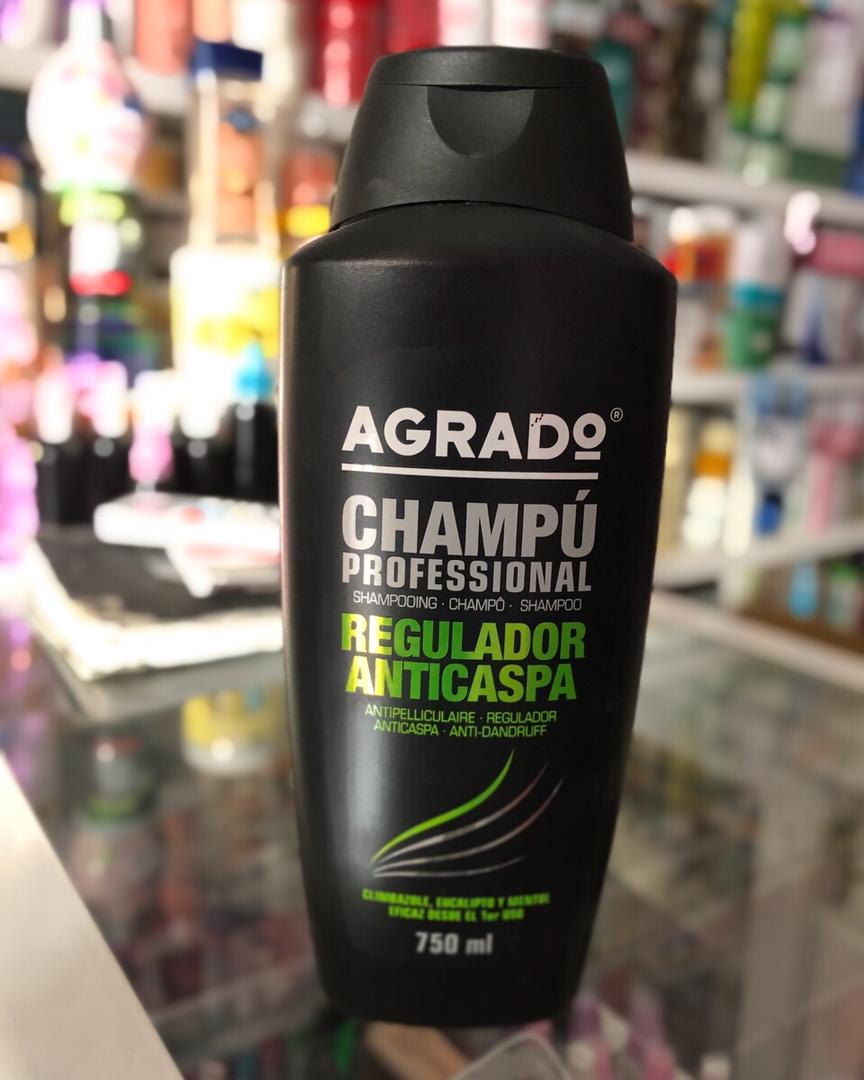 AGRADO®
CHAMPÚ
PROFESSIONAL
SHAMPOOING · CHAMPÔ · SHAMPOO
REGULADOR
ANTICASPA
ANTIPELLICULAIRE · REGULADOR
ANTICASPA · ANTI-DANDRUFF
CLIMBAZOLE, EUCALIPTO Y MENTOL
EFICAZ DESDE EL 1er USO
750 ml